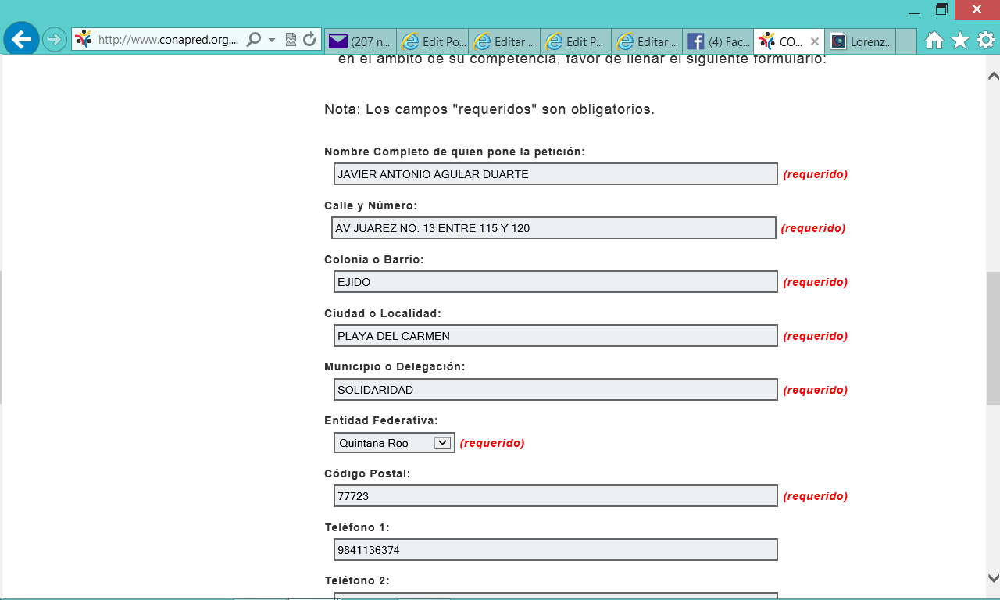 http://www.conapred.org....
(207 n...
Edit Po...
Editar ...
Edit P...
Editar ...
(4) Fac...
CO...
Lorenz...
en el ámbito de su competencia, favor de llenar el siguiente formulario:
Nota: Los campos "requeridos" son obligatorios.
Nombre Completo de quien pone la petición:
JAVIER ANTONIO AGULAR DUARTE (requerido)
Calle y Número:
AV JUAREZ NO. 13 ENTRE 115 Y 120 (requerido)
Colonia o Barrio:
EJIDO (requerido)
Ciudad o Localidad:
PLAYA DEL CARMEN (requerido)
Municipio o Delegación:
SOLIDARIDAD (requerido)
Entidad Federativa:
Quintana Roo (requerido)
Código Postal:
77723 (requerido)
Teléfono 1:
9841136374
Teléfono 2: